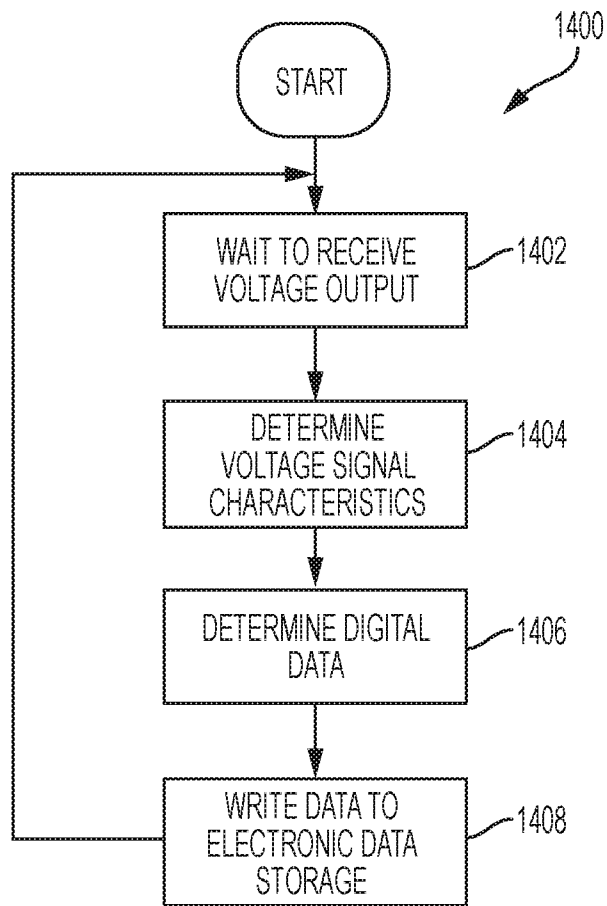 1400
START
WAIT TO RECEIVE
VOLTAGE OUTPUT
1402
DETERMINE
VOLTAGE SIGNAL
CHARACTERISTICS
1404
DETERMINE DIGITAL
DATA
1406
WRITE DATA TO
ELECTRONIC DATA
STORAGE
1408